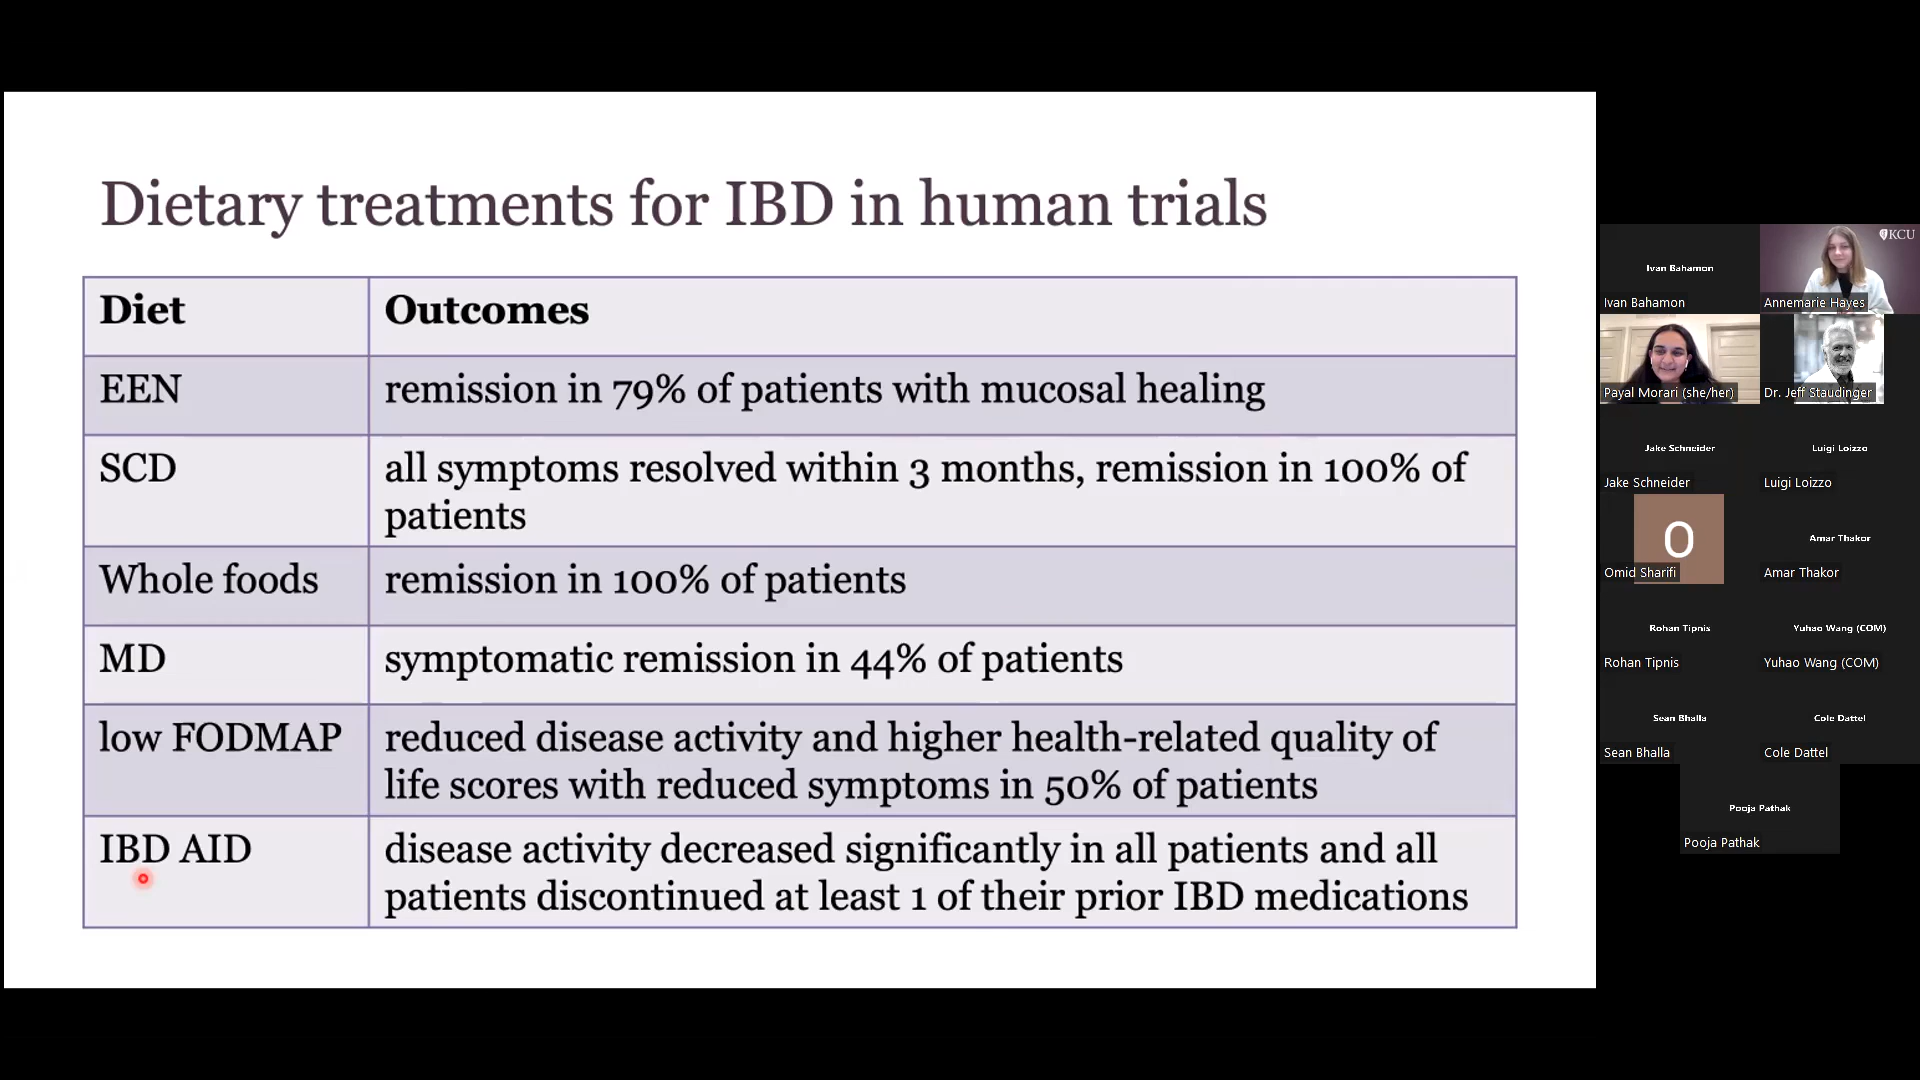 Dietary treatments for IBD in human trials
Diet
Outcomes
EEN
remission in 79% of patients with mucosal healing
SCD
all symptoms resolved within 3 months, remission in 100% of
patients
Whole foods
remission in 100% of patients
MD
symptomatic remission in 44% of patients
low FODMAP
reduced disease activity and higher health-related quality of
life scores with reduced symptoms in 50% of patients
IBD AID
disease activity decreased significantly in all patients and all
patients discontinued at least 1 of their prior IBD medications
Ivan Bahamon
Ivan Bahamon
KCU
Annemarie Hayes
Payal Morari (she/her)
Dr. Jeff Staudinger
Jake Schneider
Jake Schneider
Luigi Loizzo
Luigi Loizzo
O
Omid Sharifi
Amar Thakor
Amar Thakor
Rohan Tipnis
Rohan Tipnis
Yuhao Wang (COM)
Yuhao Wang (COM)
Sean Bhalla
Sean Bhalla
Cole Dattel
Cole Dattel
Pooja Pathak
Pooja Pathak